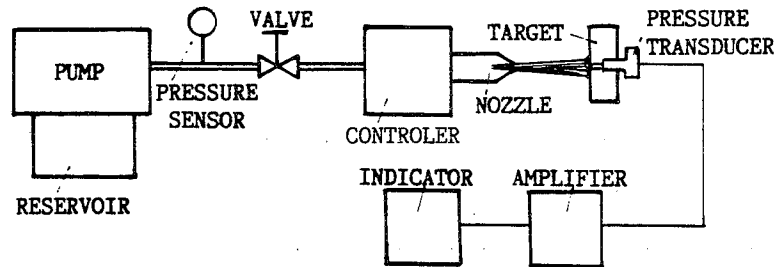 VALVE
TARGET
PRESSURE
TRANSDUCER
PUMP
PRESSURE
SENSOR
NOZZLE
CONTROLER
INDICATOR
AMPLIFIER
RESERVOIR